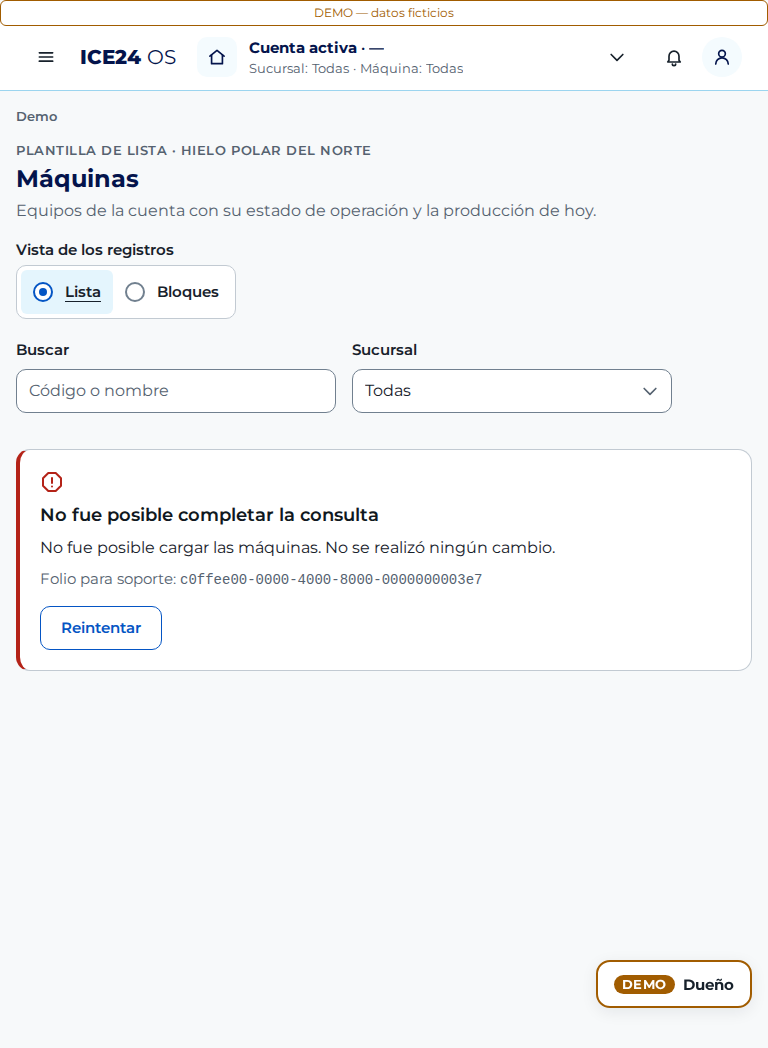 DEMO — datos ficticios
ICE24 OS
Cuenta activa · —
Sucursal: Todas · Máquina: Todas
Demo
PLANTILLA DE LISTA · HIELO POLAR DEL NORTE
Máquinas
Equipos de la cuenta con su estado de operación y la producción de hoy.
Vista de los registros
Lista
Bloques
Buscar
Sucursal
Código o nombre
Todas
No fue posible completar la consulta
No fue posible cargar las máquinas. No se realizó ningún cambio.
Folio para soporte: c0ffee00-0000-4000-8000-0000000003e7
Reintentar
DEMO Dueño